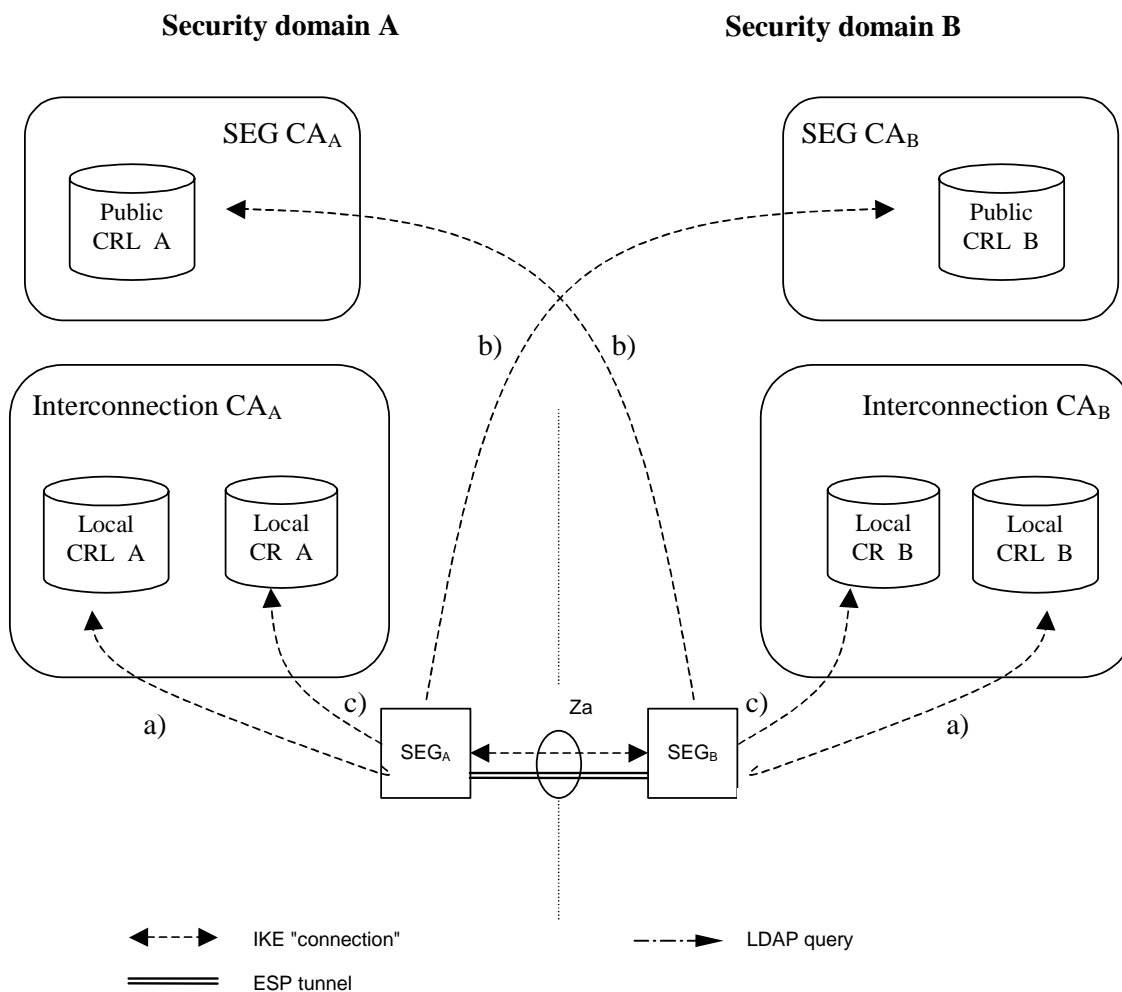 Security domain A
Security domain B
SEG CAA
SEG CAB
Public
CRL A
Public
CRL B
b)
b)
Interconnection CAA
Interconnection CAB
Local
CRL A
Local
CR A
Local
CR B
Local
CRL B
a)
c)
Za
c)
a)
SEGA
SEGB
IKE "connection"
LDAP query
ESP tunnel